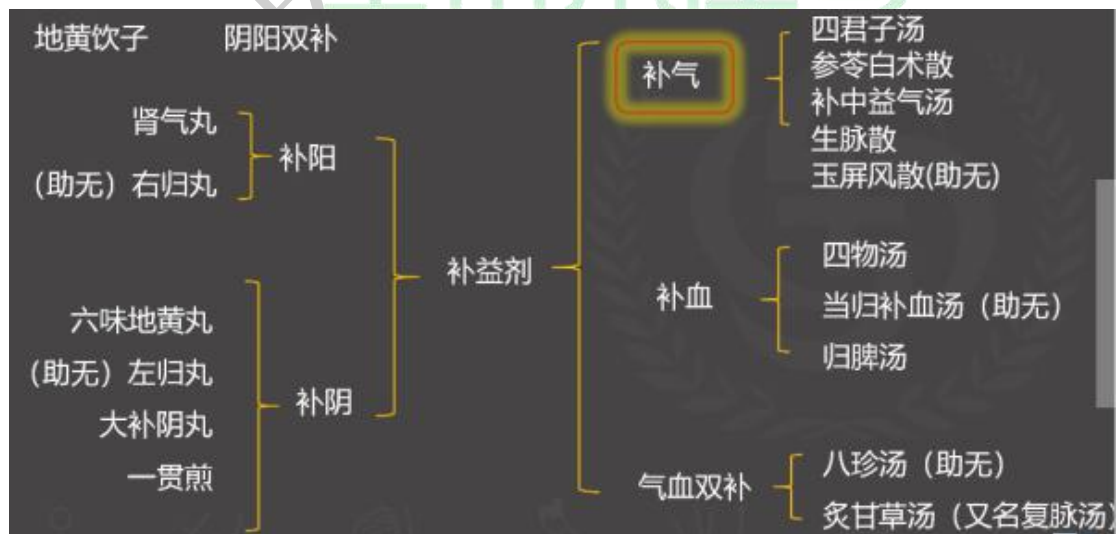 地黄饮子 阴阳双补
肾气丸
(助无)右归丸
补阳
六味地黄丸
(助无)左归丸
大补阴丸
一贯煎
补阴
补益剂
补气
四君子汤
参苓白术散
补中益气汤
生脉散
玉屏风散(助无)
补血
四物汤
当归补血汤(助无)
归脾汤
气血双补
八珍汤(助无)
炙甘草汤(又名复脉汤)